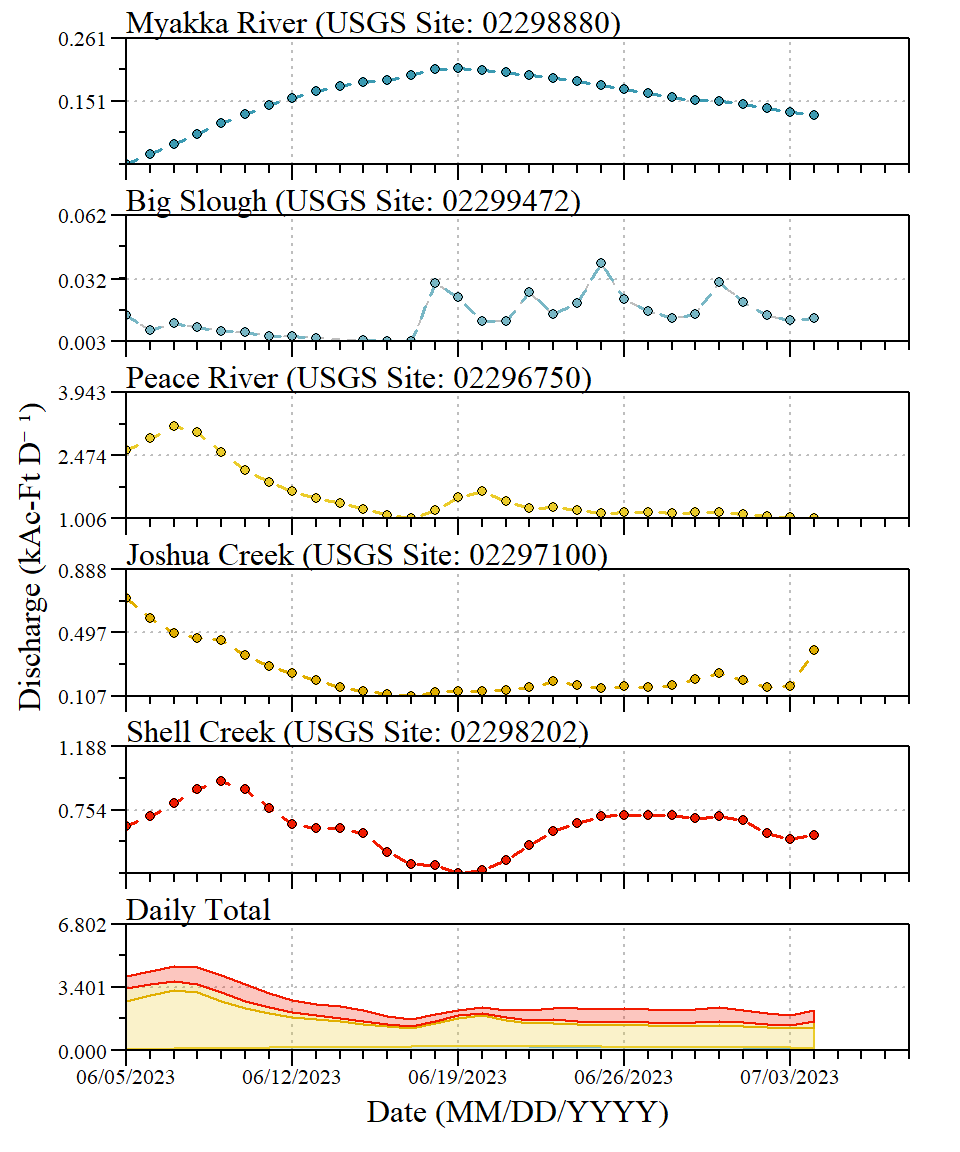 Myakka River (USGS Site: 02298880)
0.261
0.151
Big Slough (USGS Site: 02299472)
0.062
0.032
0.003
Peace River (USGS Site: 02296750)
3.943
2.474
1.006
Joshua Creek (USGS Site: 02297100)
0.888
0.497
0.107
Shell Creek (USGS Site: 02298202)
1.188
0.754
Daily Total
6.802
3.401
0.000
06/05/2023 06/12/2023 06/19/2023 06/26/2023 07/03/2023
Date (MM/DD/YYYY)
Discharge (kAc-Ft D⁻¹)